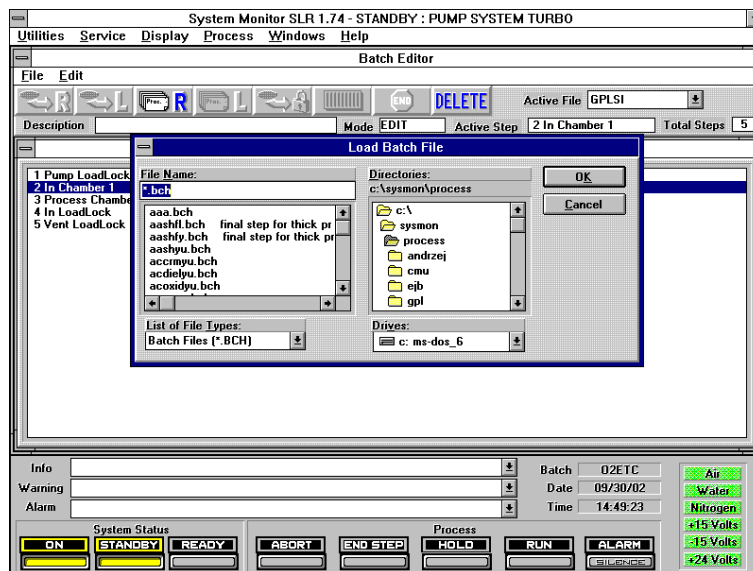 System Monitor SLR 1.74 - STANDBY : PUMP SYSTEM TURBO
Utilities Service Display Process Windows Help
Batch Editor
File Edit
R L Proc. R Proc. L END DELETE Active File GPLSI
Description Mode EDIT Active Step 2 In Chamber 1 Total Steps 5
Load Batch File
1 Pump LoadLock
2 In Chamber 1
3 Process Chambe
4 In LoadLock
5 Vent LoadLock
File Name:
*.bch
aaa.bch
aashfl.bch final step for thick pr
aashfy.bch final step for thick pr
aashyu.bch
accrmyu.bch
acdielyu.bch
acoxidyu.bch
List of File Types:
Batch Files (*.BCH)
Directories:
c:\sysmon\process
c:\
sysmon
process
andrzej
cmu
ejb
gpl
Drives:
c: ms-dos_6
OK
Cancel
Info
Warning
Alarm
Batch 02ETC
Date 09/30/02
Time 14:49:23
Air
Water
Nitrogen
+15 Volts
-15 Volts
+24 Volts
System Status
ON STANDBY READY
Process
ABORT END STEP HOLD RUN ALARM
SILENCE